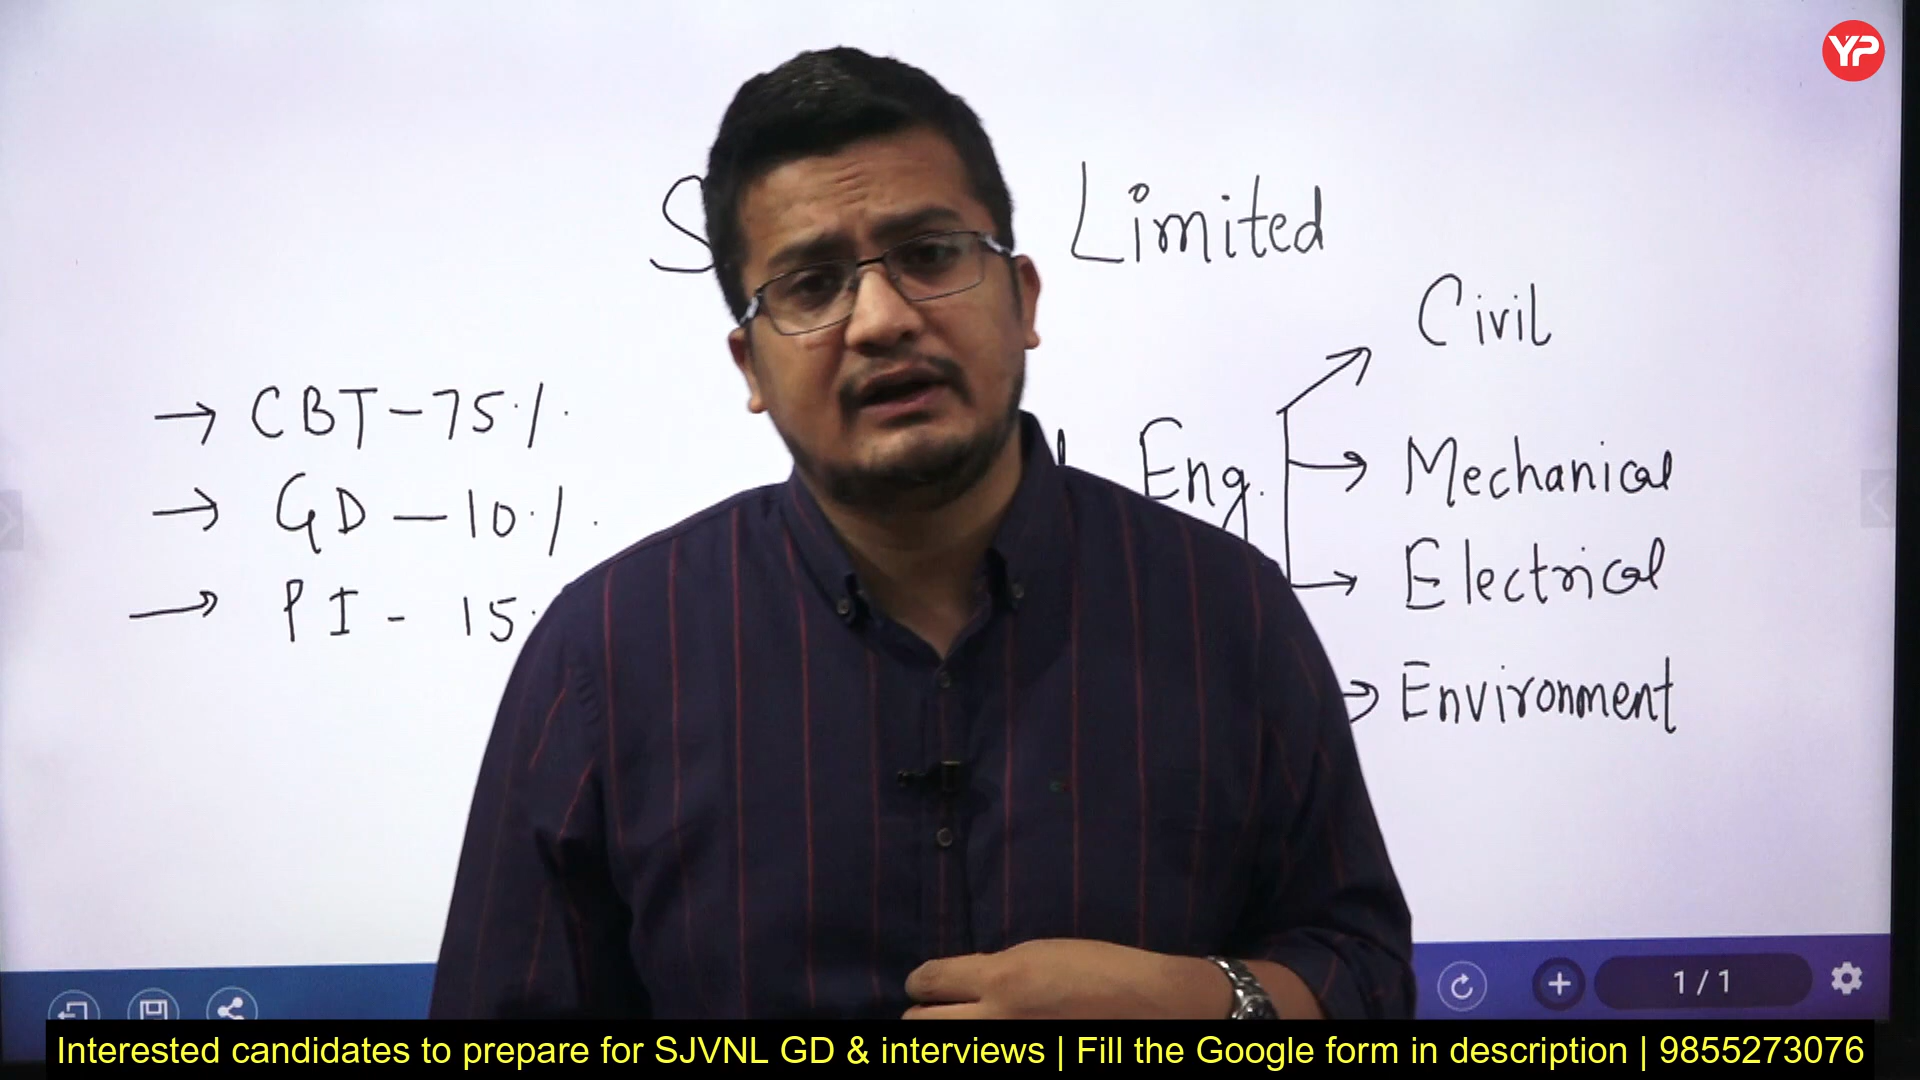 YP
Limited
Civil
→ CBT-75%.
Eng.
Mechanical
→ GD-10%.
Electrical
→ PI-15
Environment
1/1
Interested candidates to prepare for SJVNL GD & interviews | Fill the Google form in description | 9855273076